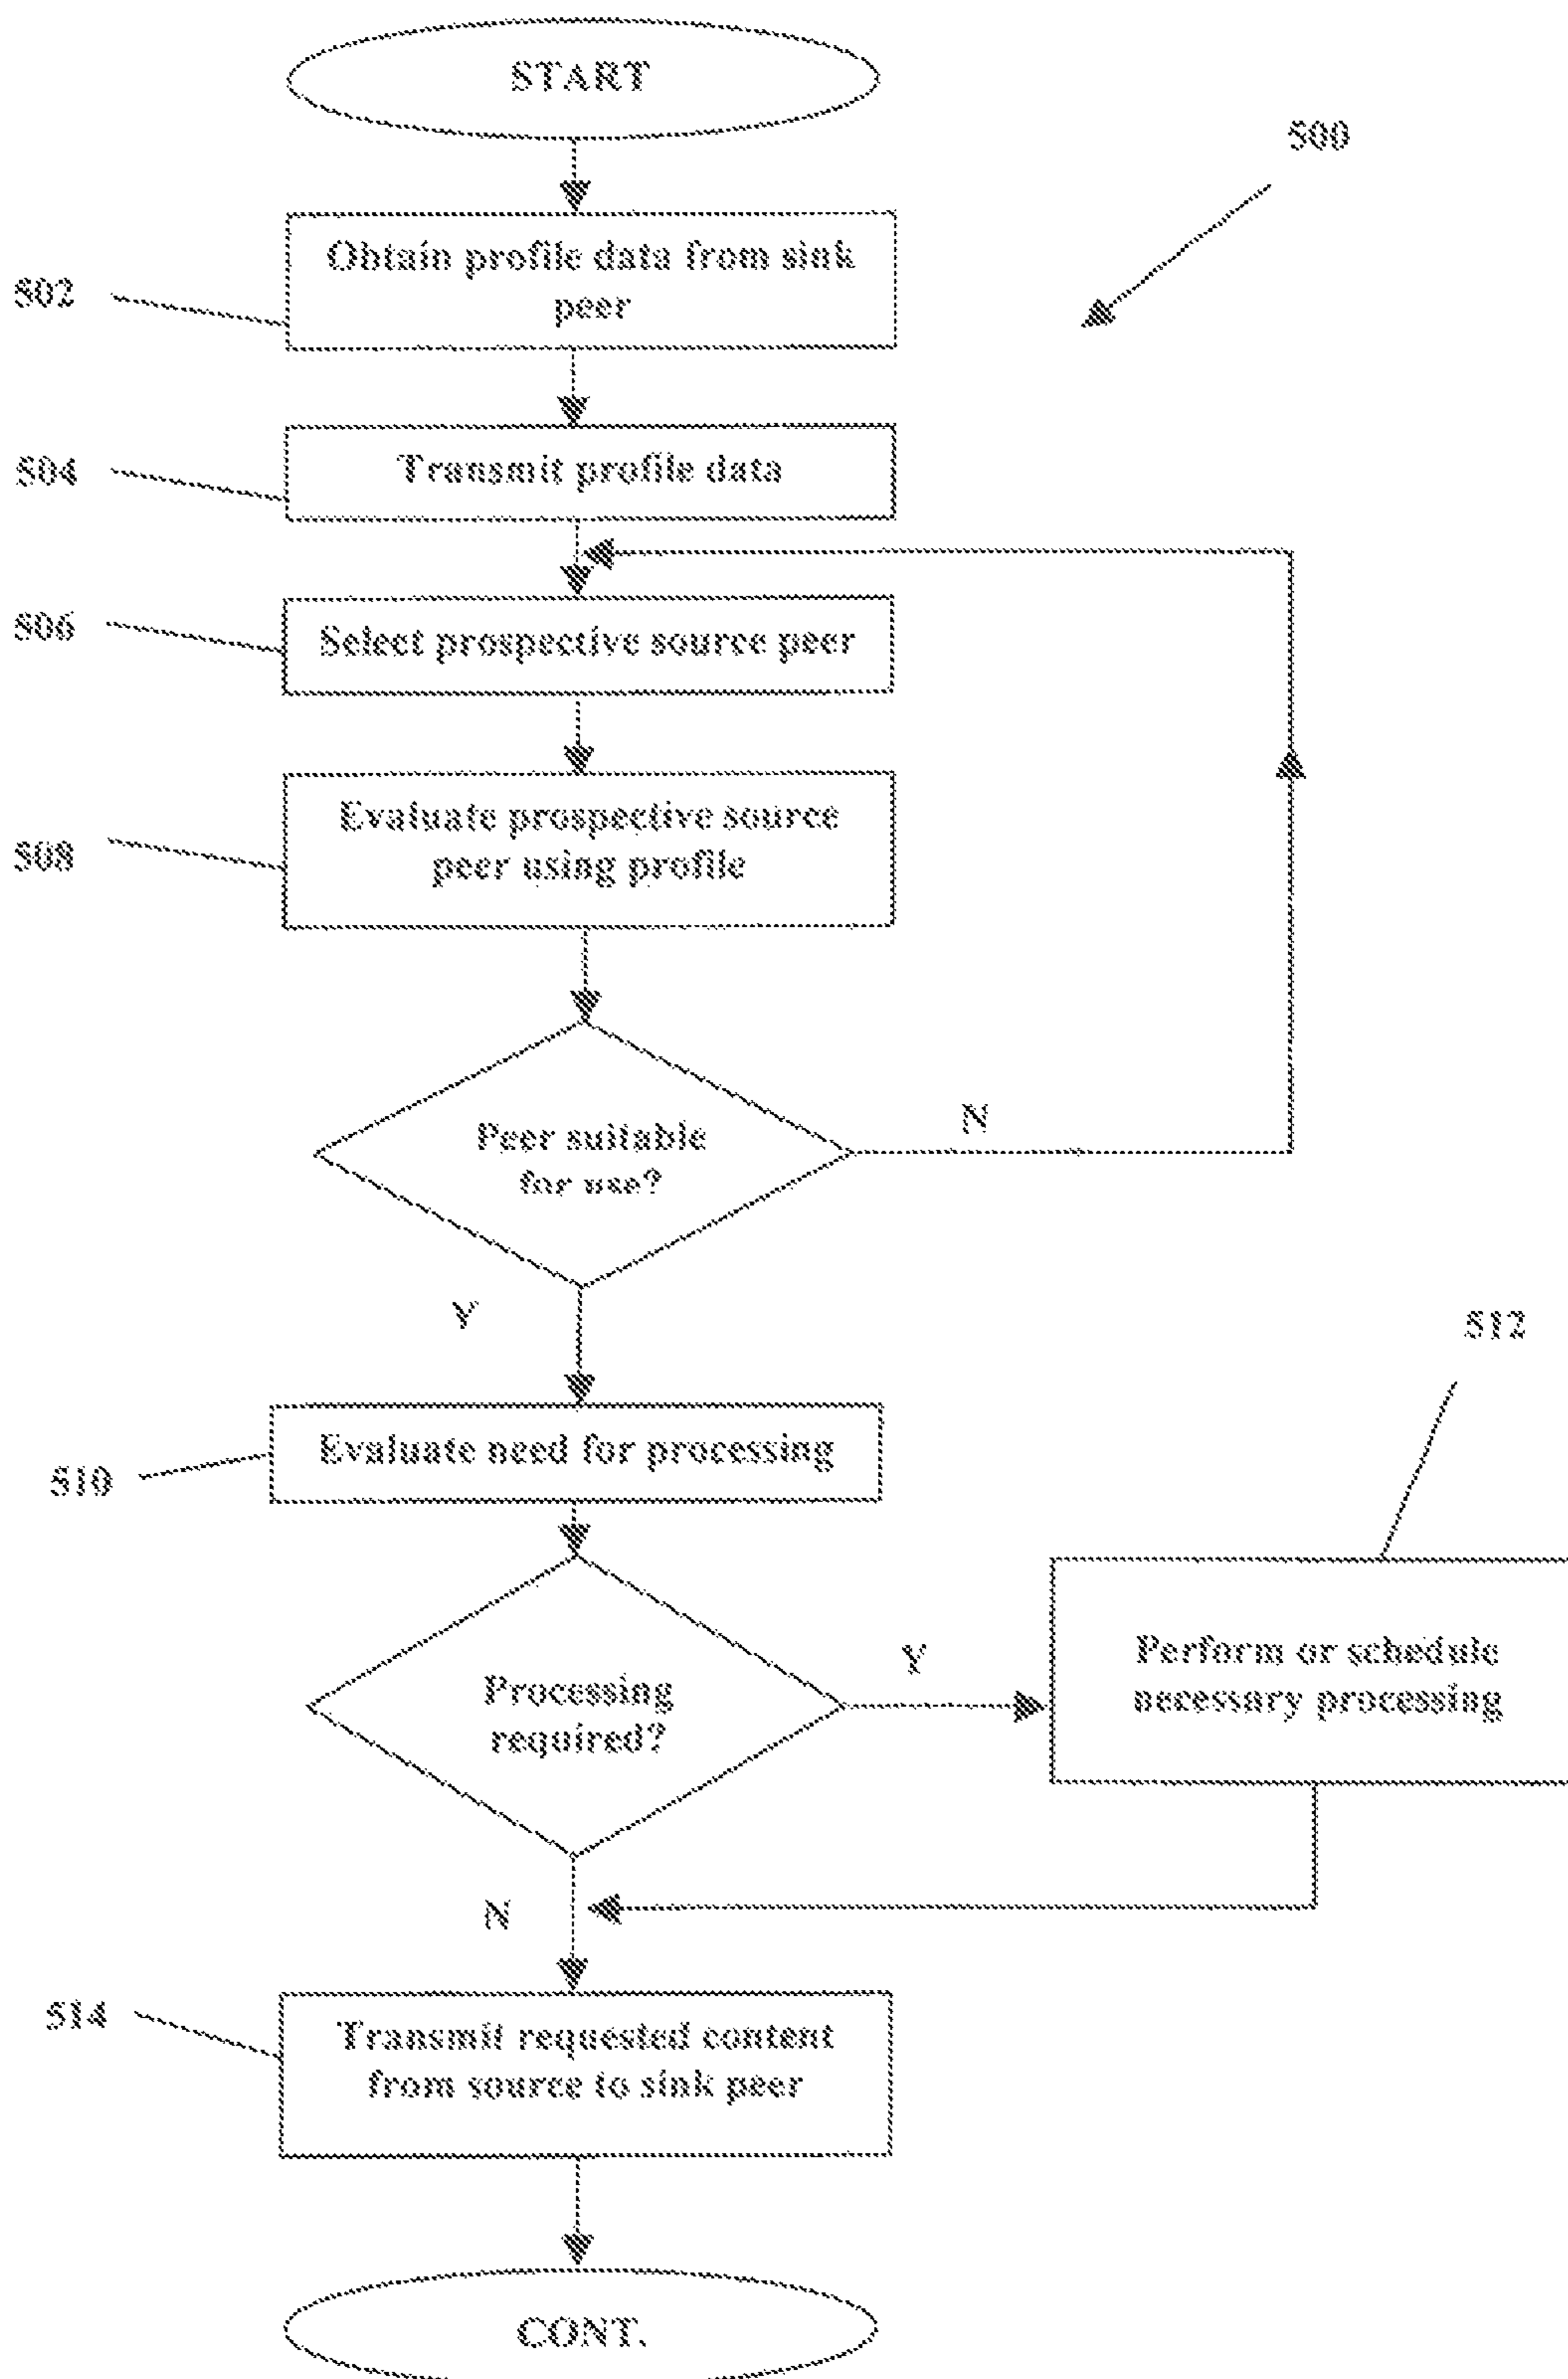 START
500
Obtain profile data from sink
peer
502
Transmit profile data
504
Select prospective source peer
506
Evaluate prospective source
peer using profile
508
Peer suitable
for use?
N
Y
512
Evaluate need for processing
510
Processing
required?
Y
Perform or schedule
necessary processing
N
514
Transmit requested content
from source to sink peer
CONT.